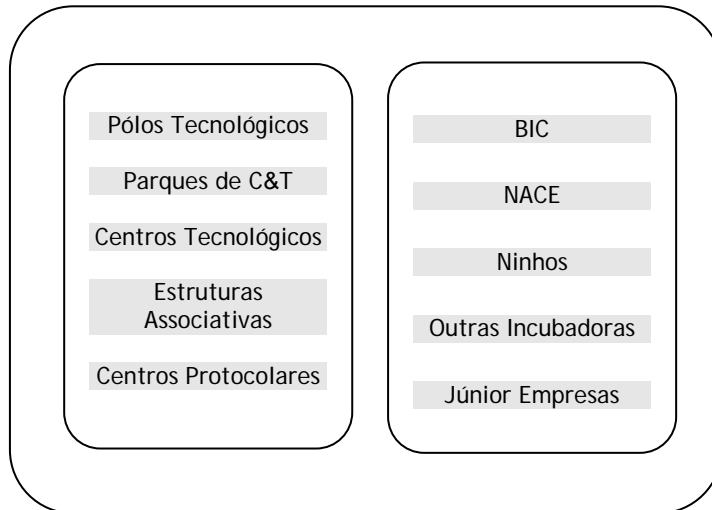 Pólos Tecnológicos
Parques de C&T
Centros Tecnológicos
Estruturas
Associativas
Centros Protocolares
BIC
NACE
Ninhos
Outras Incubadoras
Júnior Empresas